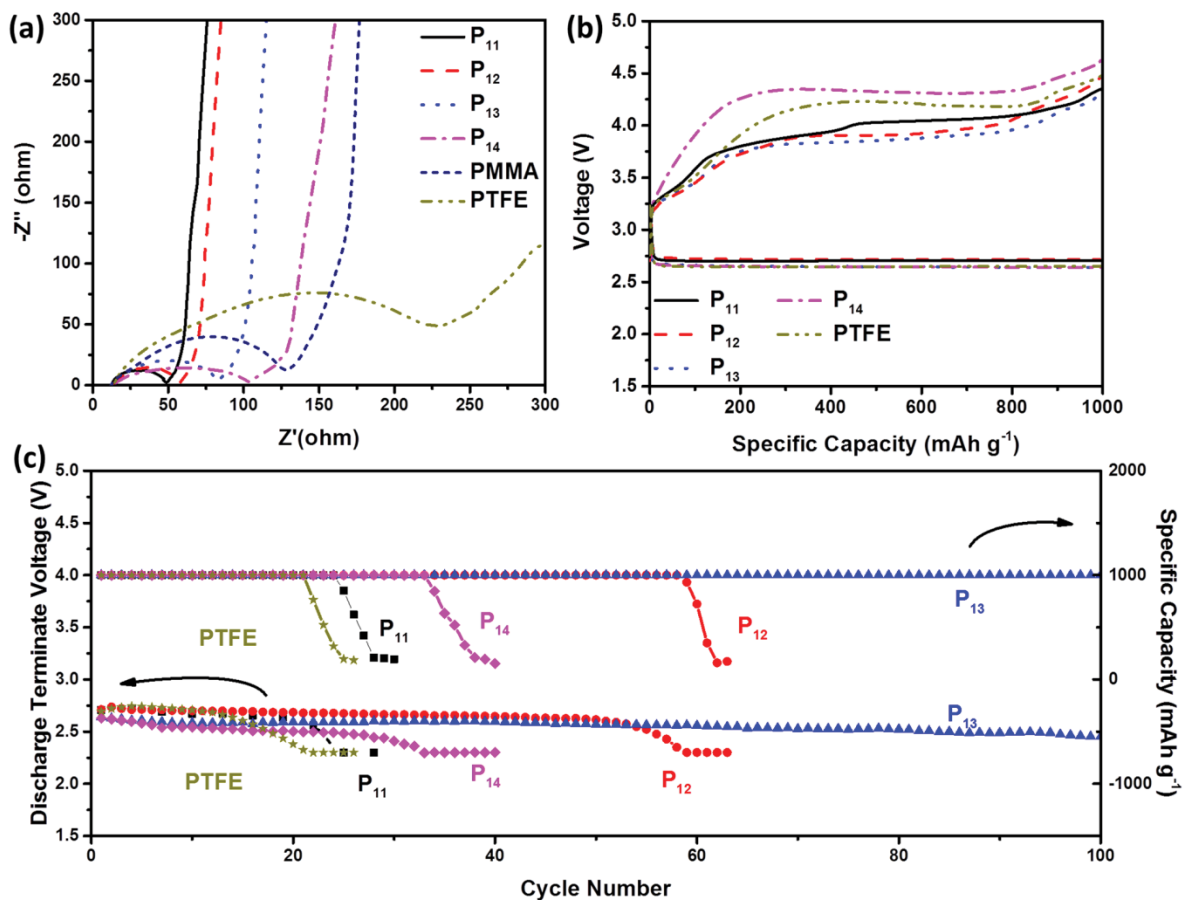 (a)
300
250
200
150
100
50
0
-Z'' (ohm)
P₁₁
P₁₂
P₁₃
P₁₄
PMMA
PTFE
0 50 100 150 200 250 300
Z'(ohm)
(b)
5.0
4.5
4.0
3.5
3.0
2.5
2.0
1.5
Voltage (V)
P₁₁ P₁₄
P₁₂ PTFE
P₁₃
0 200 400 600 800 1000
Specific Capacity (mAh g⁻¹)
(c)
5.0
4.5
4.0
3.5
3.0
2.5
2.0
1.5
Discharge Terminate Voltage (V)
PTFE P₁₁ P₁₄ P₁₂ P₁₃
PTFE P₁₁ P₁₄ P₁₂ P₁₃
2000
1000
0
-1000
Specific Capacity (mAh g⁻¹)
0 20 40 60 80 100
Cycle Number